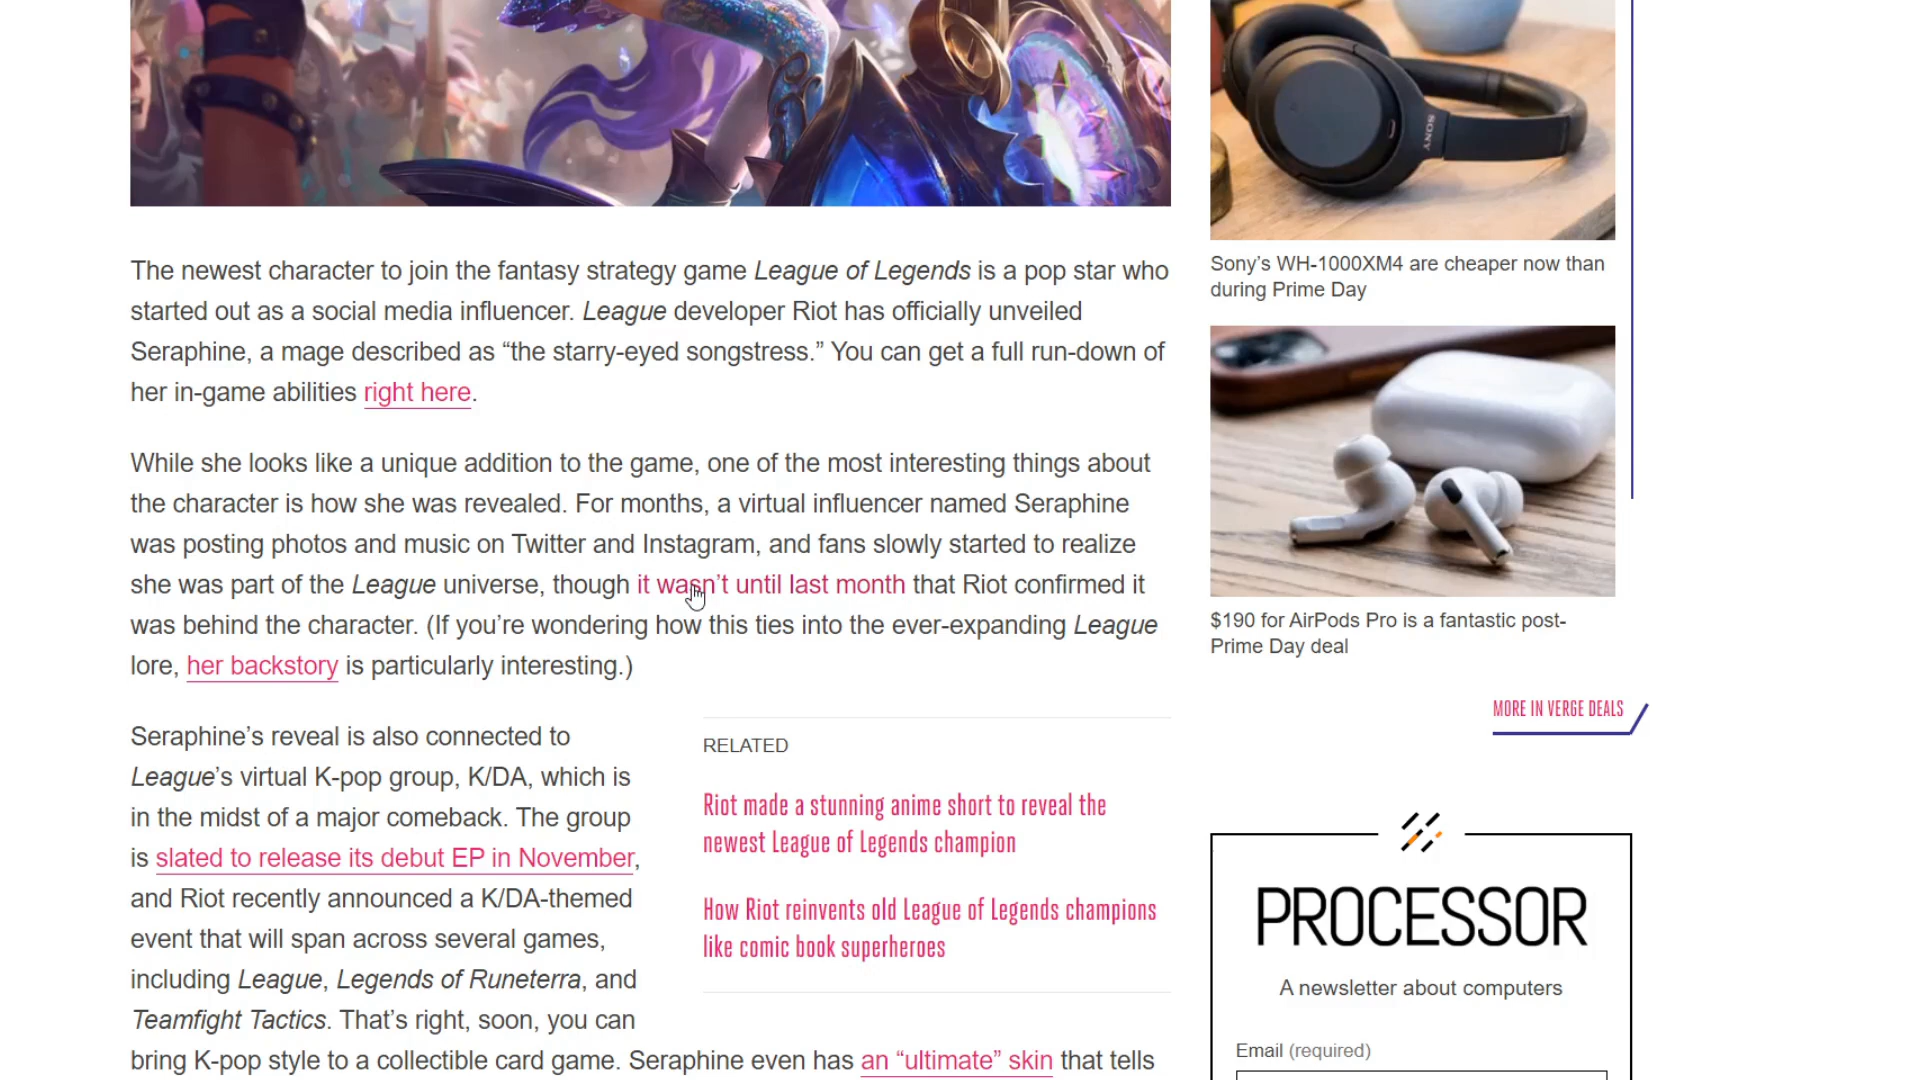 The newest character to join the fantasy strategy game League of Legends is a pop star who
started out as a social media influencer. League developer Riot has officially unveiled
Seraphine, a mage described as “the starry-eyed songstress.” You can get a full run-down of
her in-game abilities right here.
While she looks like a unique addition to the game, one of the most interesting things about
the character is how she was revealed. For months, a virtual influencer named Seraphine
was posting photos and music on Twitter and Instagram, and fans slowly started to realize
she was part of the League universe, though it wasn’t until last month that Riot confirmed it
was behind the character. (If you’re wondering how this ties into the ever-expanding League
lore, her backstory is particularly interesting.)
Seraphine’s reveal is also connected to
League’s virtual K-pop group, K/DA, which is
in the midst of a major comeback. The group
is slated to release its debut EP in November,
and Riot recently announced a K/DA-themed
event that will span across several games,
including League, Legends of Runeterra, and
Teamfight Tactics. That’s right, soon, you can
bring K-pop style to a collectible card game. Seraphine even has an “ultimate” skin that tells
RELATED
Riot made a stunning anime short to reveal the
newest League of Legends champion
How Riot reinvents old League of Legends champions
like comic book superheroes
SONY
Sony’s WH-1000XM4 are cheaper now than
during Prime Day
$190 for AirPods Pro is a fantastic post-
Prime Day deal
MORE IN VERGE DEALS
PROCESSOR
A newsletter about computers
Email (required)